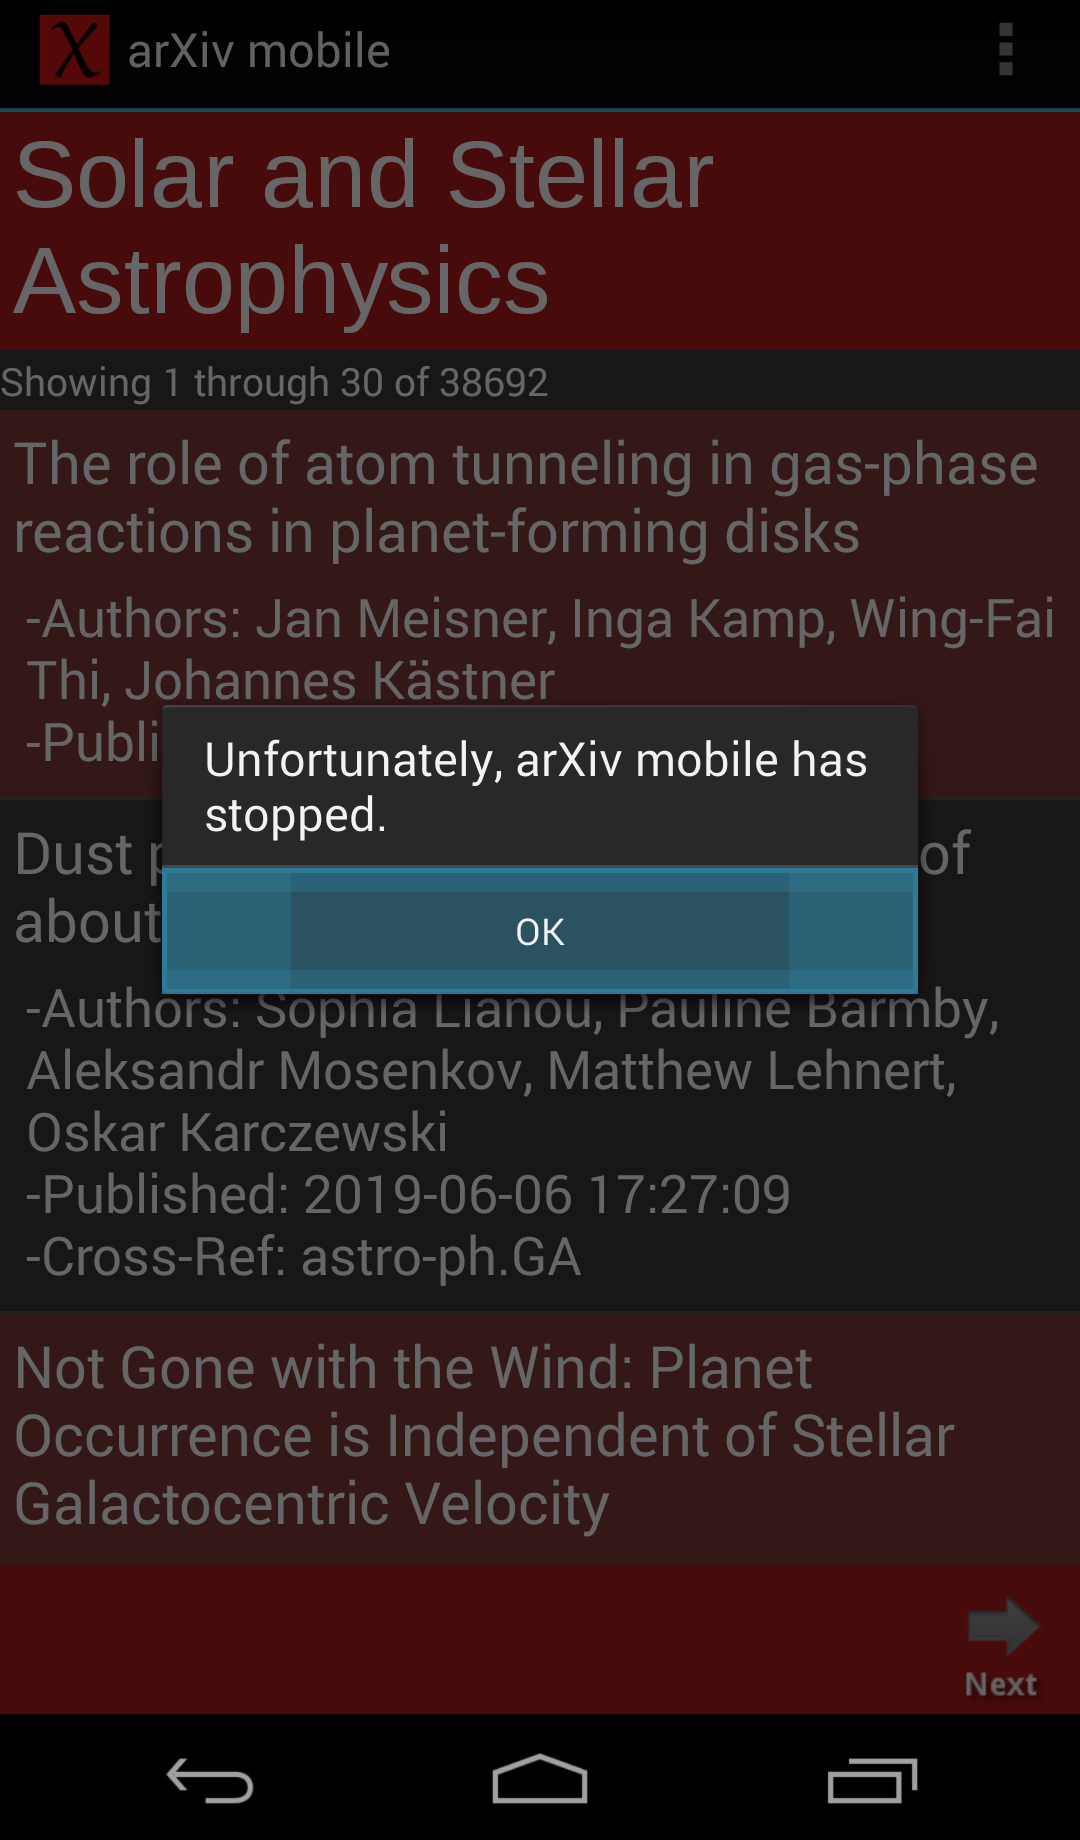 arXiv mobile
Solar and Stellar
Astrophysics
Showing 1 through 30 of 38692
The role of atom tunneling in gas-phase
reactions in planet-forming disks
-Authors: Jan Meisner, Inga Kamp, Wing-Fai
Thi, Johannes Kästner
-Publi
Unfortunately, arXiv mobile has
stopped.
OK
Dust of
about
-Authors: Sophia Lianou, Pauline Barmby,
Aleksandr Mosenkov, Matthew Lehnert,
Oskar Karczewski
-Published: 2019-06-06 17:27:09
-Cross-Ref: astro-ph.GA
Not Gone with the Wind: Planet
Occurrence is Independent of Stellar
Galactocentric Velocity
Next